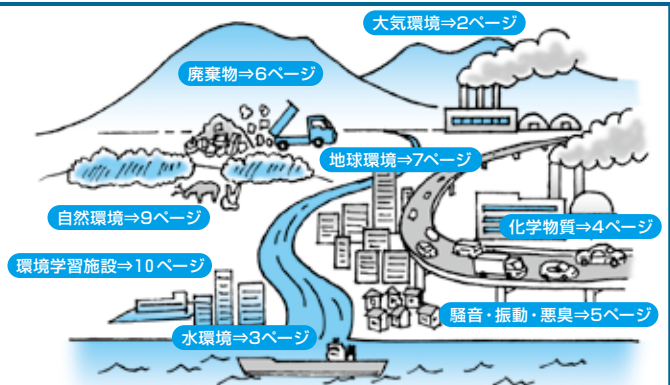 大気環境⇒2ページ
廃棄物⇒6ページ
地球環境⇒7ページ
自然環境⇒9ページ
化学物質⇒4ページ
環境学習施設⇒10ページ
騒音・振動・悪臭⇒5ページ
水環境⇒3ページ